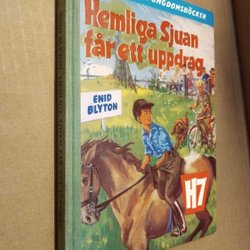 UNGDOMSBÖCKER
Hemliga Sjuan
får ett uppdrag
ENID
BLYTON
H7